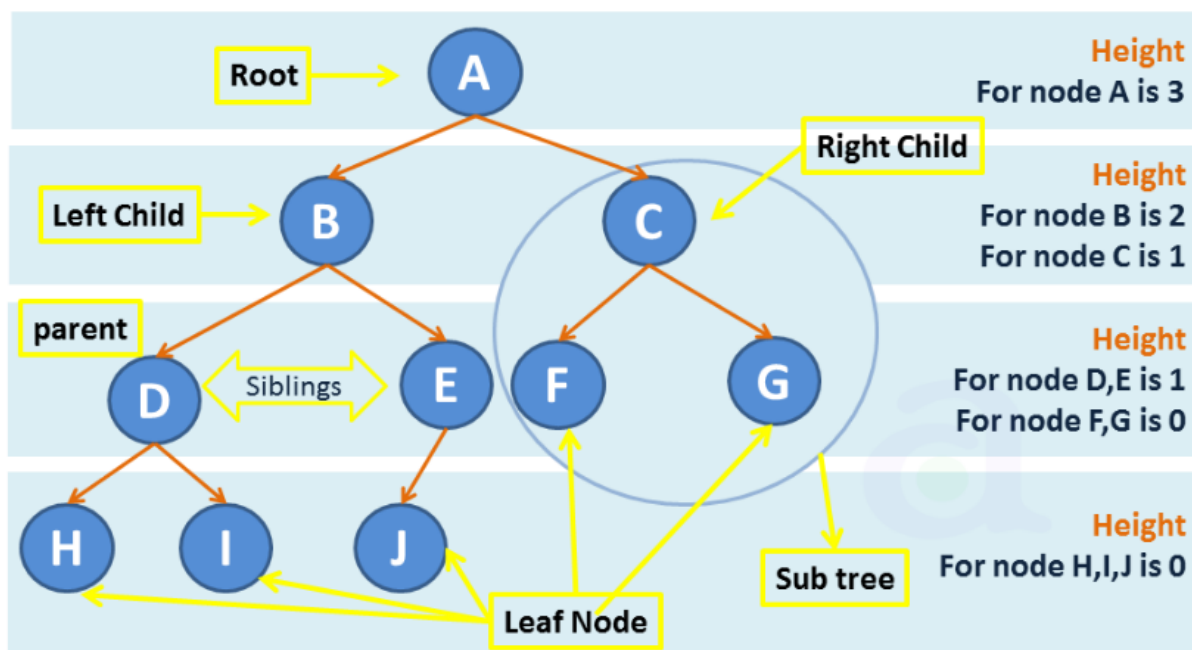 Root
A
Height
For node A is 3
Right Child
Left Child
B
C
Height
For node B is 2
For node C is 1
parent
D
Siblings
E
F
G
Height
For node D,E is 1
For node F,G is 0
H
I
J
Leaf Node
Sub tree
Height
For node H,I,J is 0